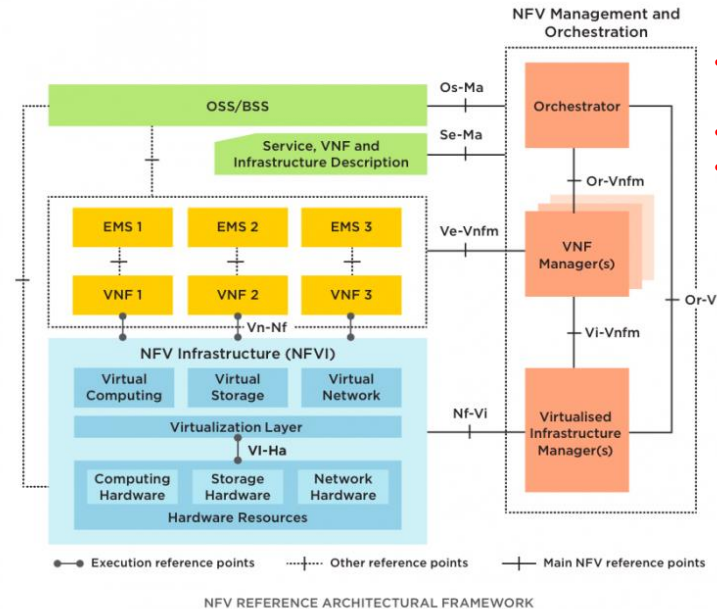 NFV Management and
Orchestration
Os-Ma
OSS/BSS
Orchestrator
Se-Ma
Service, VNF and
Infrastructure Description
Or-Vnfm
EMS 1
EMS 2
EMS 3
Ve-Vnfm
VNF
Manager(s)
VNF 1
VNF 2
VNF 3
Or-V
Vn-Nf
Vi-Vnfm
NFV Infrastructure (NFVI)
Virtual
Computing
Virtual
Storage
Virtual
Network
Nf-Vi
Virtualised
Infrastructure
Manager(s)
Virtualization Layer
VI-Ha
Computing
Hardware
Storage
Hardware
Network
Hardware
Hardware Resources
Execution reference points
Other reference points
Main NFV reference points
NFV REFERENCE ARCHITECTURAL FRAMEWORK